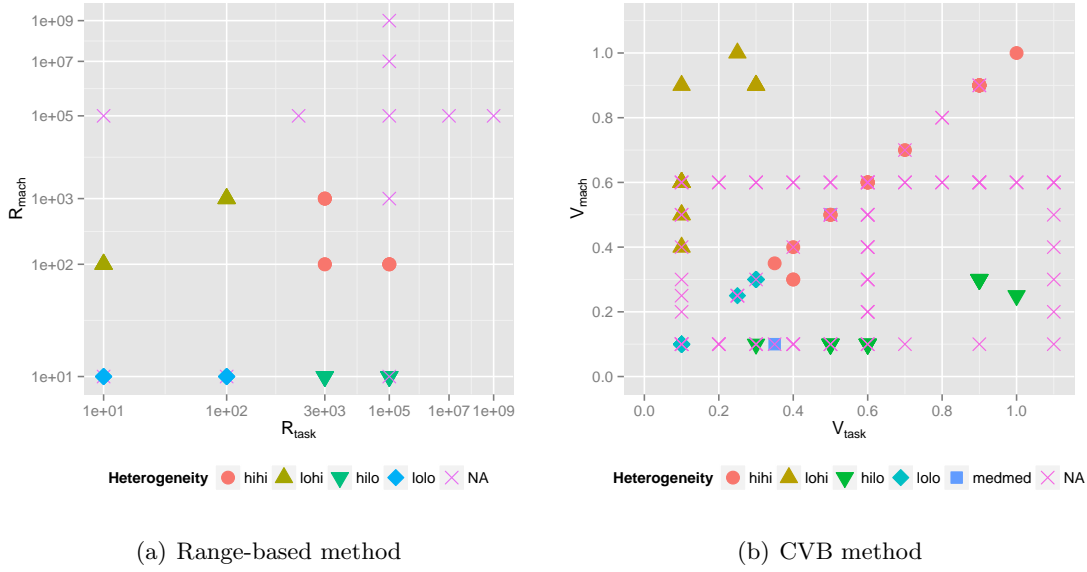 1e+09
1e+07
1e+05
1e+03
1e+02
1e+01
R_mach
1e+01 1e+02 3e+03 1e+05 1e+07 1e+09
R_task
Heterogeneity hihi lohi hilo lolo NA
(a) Range-based method
1.0
0.8
0.6
0.4
0.2
0.0
V_mach
0.0 0.2 0.4 0.6 0.8 1.0
V_task
Heterogeneity hihi lohi hilo lolo medmed NA
(b) CVB method